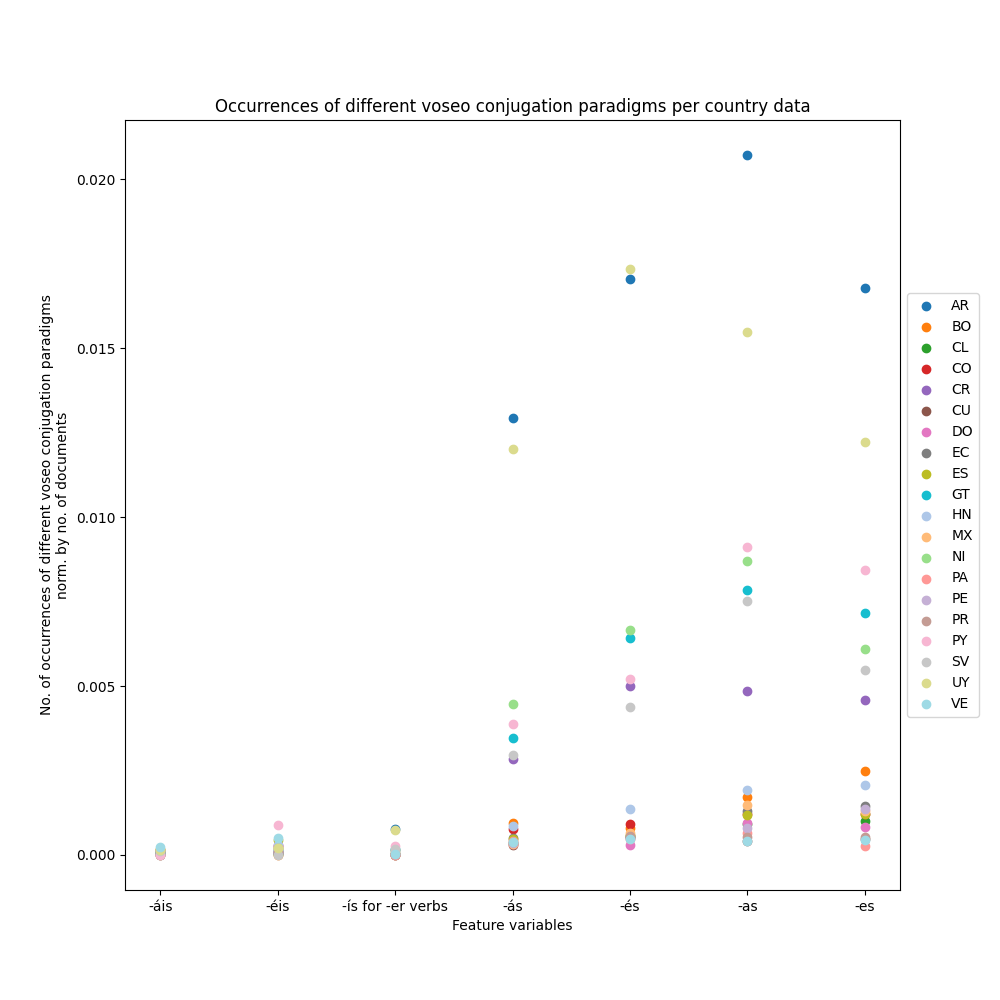 Occurrences of different voseo conjugation paradigms per country data
No. of occurrences of different voseo conjugation paradigms
norm. by no. of documents
0.020
0.015
0.010
0.005
0.000
-áis
-éis
-ís for -er verbs
-ás
-és
-as
-es
Feature variables
AR
BO
CL
CO
CR
CU
DO
EC
ES
GT
HN
MX
NI
PA
PE
PR
PY
SV
UY
VE